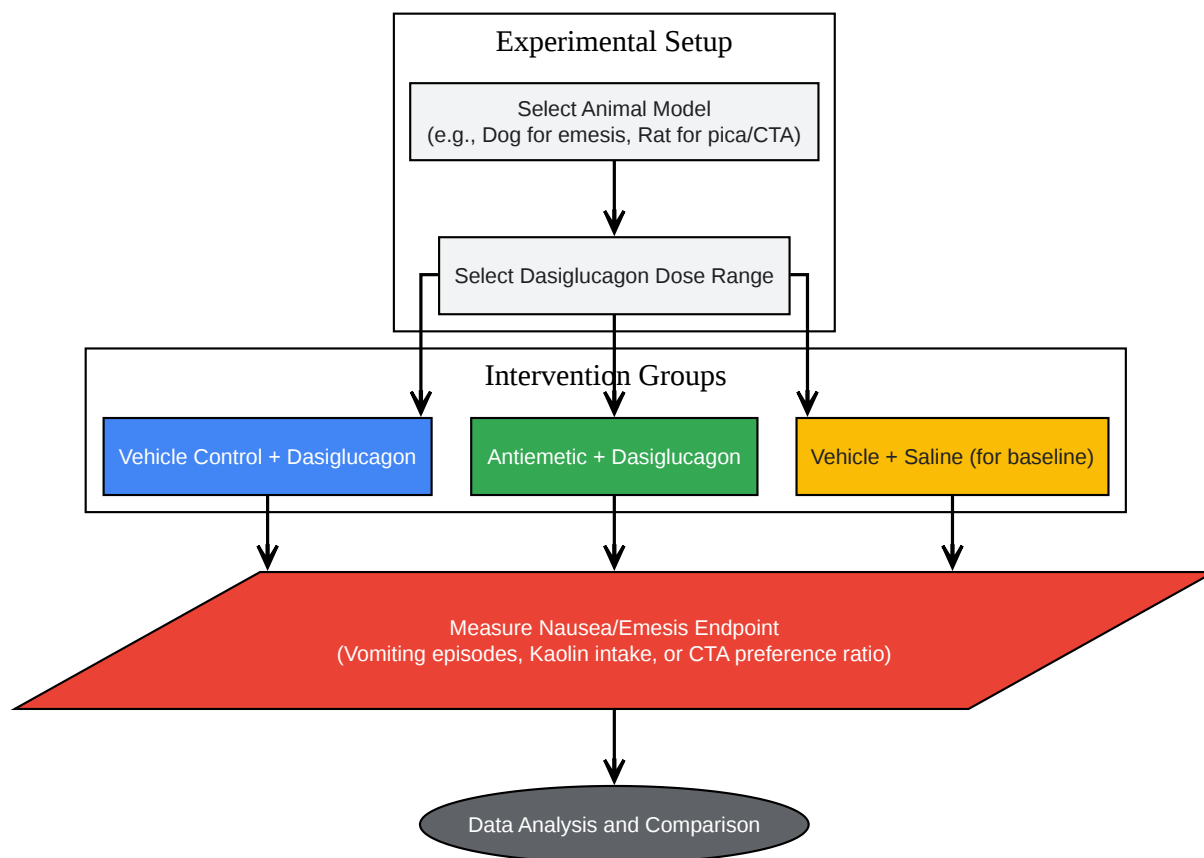 Experimental Setup
Select Animal Model
(e.g., Dog for emesis, Rat for pica/CTA)
Select Dasiglucagon Dose Range
Intervention Groups
Vehicle Control + Dasiglucagon
Antiemetic + Dasiglucagon
Vehicle + Saline (for baseline)
Measure Nausea/Emesis Endpoint
(Vomiting episodes, Kaolin intake, or CTA preference ratio)
Data Analysis and Comparison